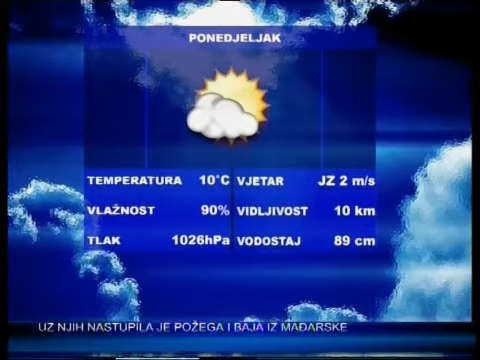 PONEDJELJAK
TEMPERATURA 10°C VJETAR JZ 2 m/s
VLAŽNOST 90% VIDLJIVOST 10 km
TLAK 1026hPa VODOSTAJ 89 cm
UZ NJIH NASTUPILA JE POŽEGA I BAJA IZ MAĐARSKE